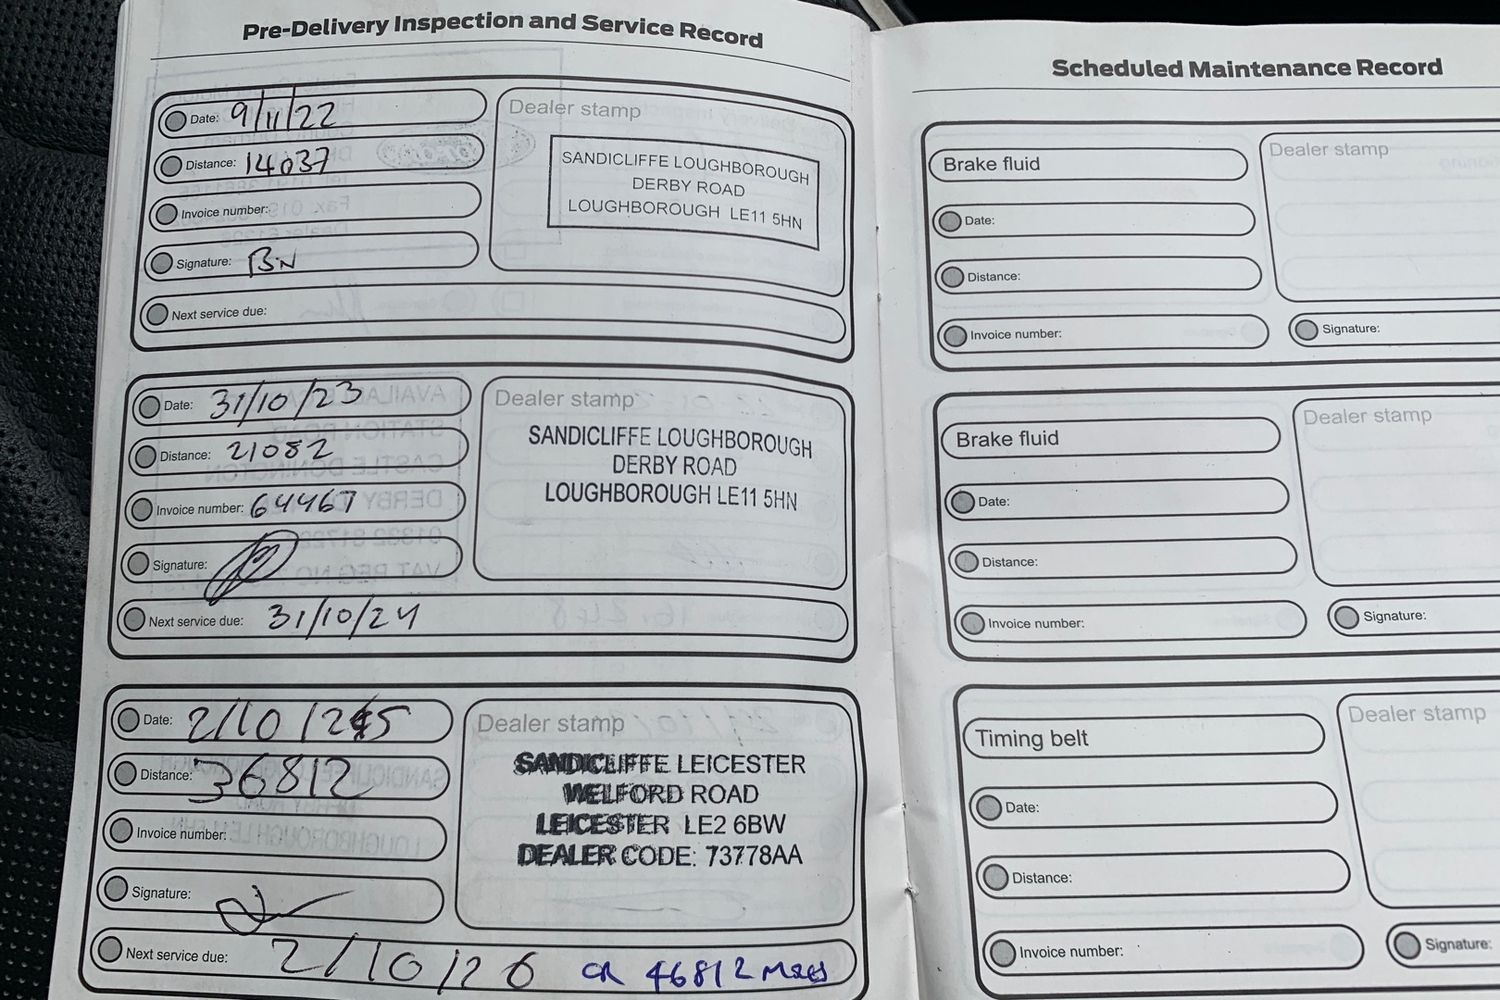 Pre-Delivery Inspection and Service Record
Date: 9/11/22
Distance: 14037
Invoice number:
Signature: BN
Next service due:
Dealer stamp
SANDICLIFFE LOUGHBOROUGH
DERBY ROAD
LOUGHBOROUGH LE11 5HN
Date: 31/10/23
Distance: 21082
Invoice number: 64467
Signature:
Next service due: 31/10/24
Dealer stamp
SANDICLIFFE LOUGHBOROUGH
DERBY ROAD
LOUGHBOROUGH LE11 5HN
Date: 2/10/25
Distance: 36812
Invoice number:
Signature:
Next service due: 2/10/26 OR 46812 MILES
Dealer stamp
SANDICLIFFE LEICESTER
WELFORD ROAD
LEICESTER LE2 6BW
DEALER CODE: 73778AA
Scheduled Maintenance Record
Brake fluid
Date:
Distance:
Invoice number:
Dealer stamp
Signature:
Brake fluid
Date:
Distance:
Invoice number:
Dealer stamp
Signature:
Timing belt
Date:
Distance:
Invoice number:
Dealer stamp
Signature: